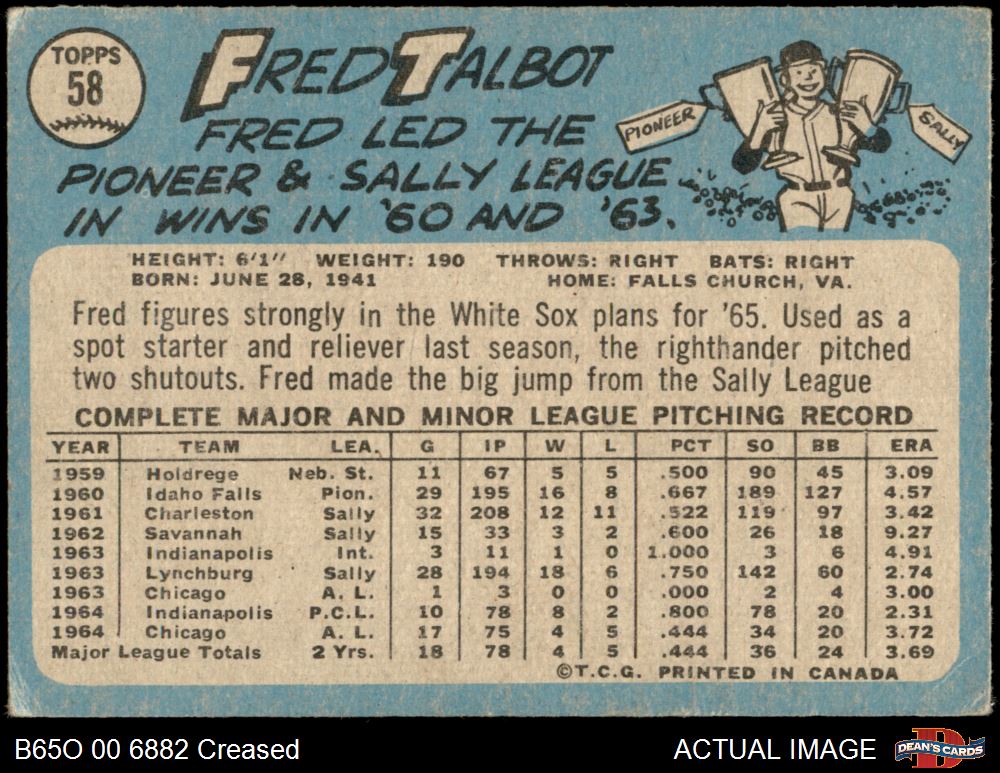 TOPPS
58
FRED TALBOT
FRED LED THE
PIONEER & SALLY LEAGUE
IN WINS IN '60 AND '63.
PIONEER
SALLY
HEIGHT: 6'1" WEIGHT: 190 THROWS: RIGHT BATS: RIGHT
BORN: JUNE 28, 1941 HOME: FALLS CHURCH, VA.
Fred figures strongly in the White Sox plans for '65. Used as a
spot starter and reliever last season, the righthander pitched
two shutouts. Fred made the big jump from the Sally League
COMPLETE MAJOR AND MINOR LEAGUE PITCHING RECORD
YEAR TEAM LEA. G IP W L PCT SO BB ERA
1959 Holdrege Neb. St. 11 67 5 5 .500 90 45 3.09
1960 Idaho Falls Pion. 29 195 16 8 .667 189 127 4.57
1961 Charleston Sally 32 208 12 11 .522 119 97 3.42
1962 Savannah Sally 15 33 3 2 .600 26 18 9.27
1963 Indianapolis Int. 3 11 1 0 1.000 3 6 4.91
1963 Lynchburg Sally 28 194 18 6 .750 142 60 2.74
1963 Chicago A. L. 1 3 0 0 .000 2 4 3.00
1964 Indianapolis P.C.L. 10 78 8 2 .800 78 20 2.31
1964 Chicago A. L. 17 75 4 5 .444 34 20 3.72
Major League Totals 2 Yrs. 18 78 4 5 .444 36 24 3.69
©T.C.G. PRINTED IN CANADA
B65O 00 6882 Creased
ACTUAL IMAGE
DEAN'S CARDS